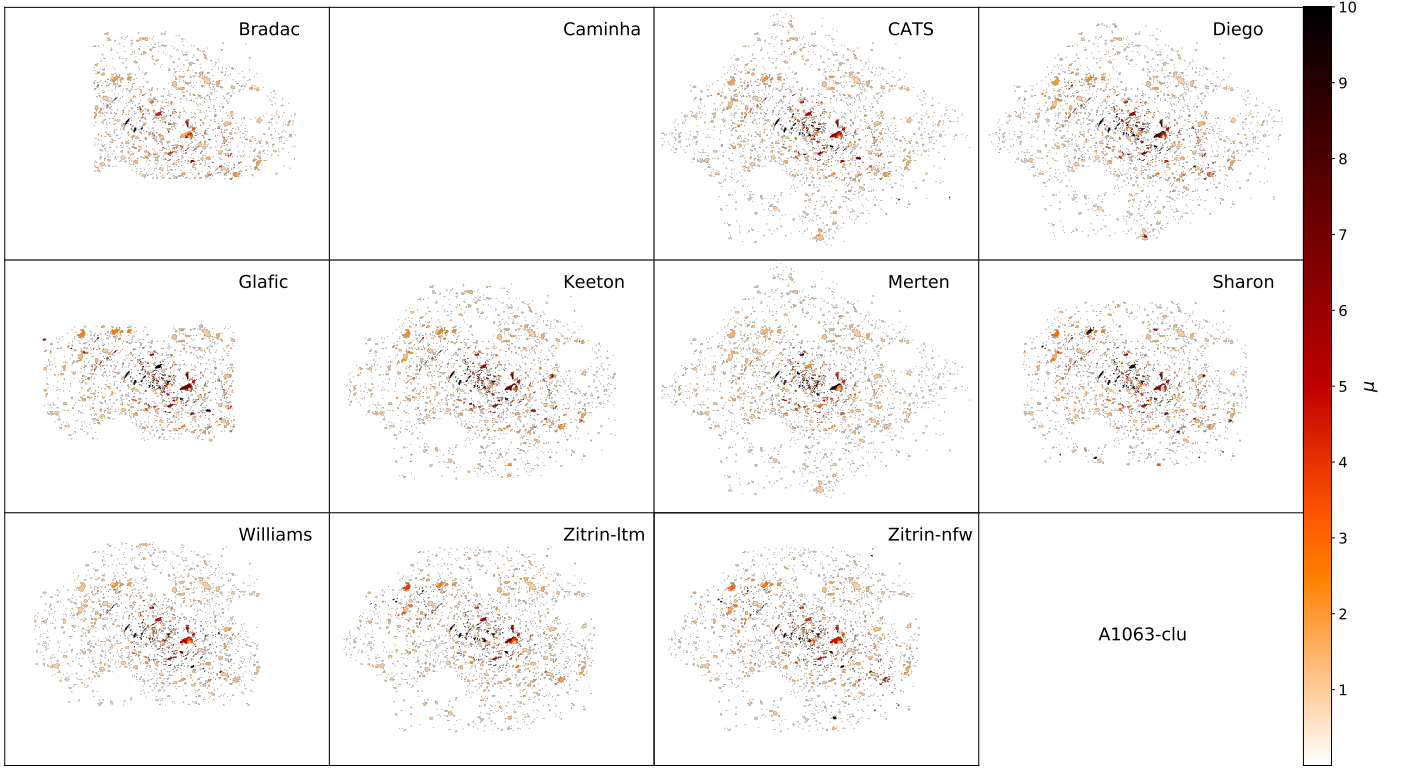 Bradac
Caminha
CATS
Diego
Glafic
Keeton
Merten
Sharon
Williams
Zitrin-ltm
Zitrin-nfw
A1063-clu
10
9
8
7
6
5
4
3
2
1
μ